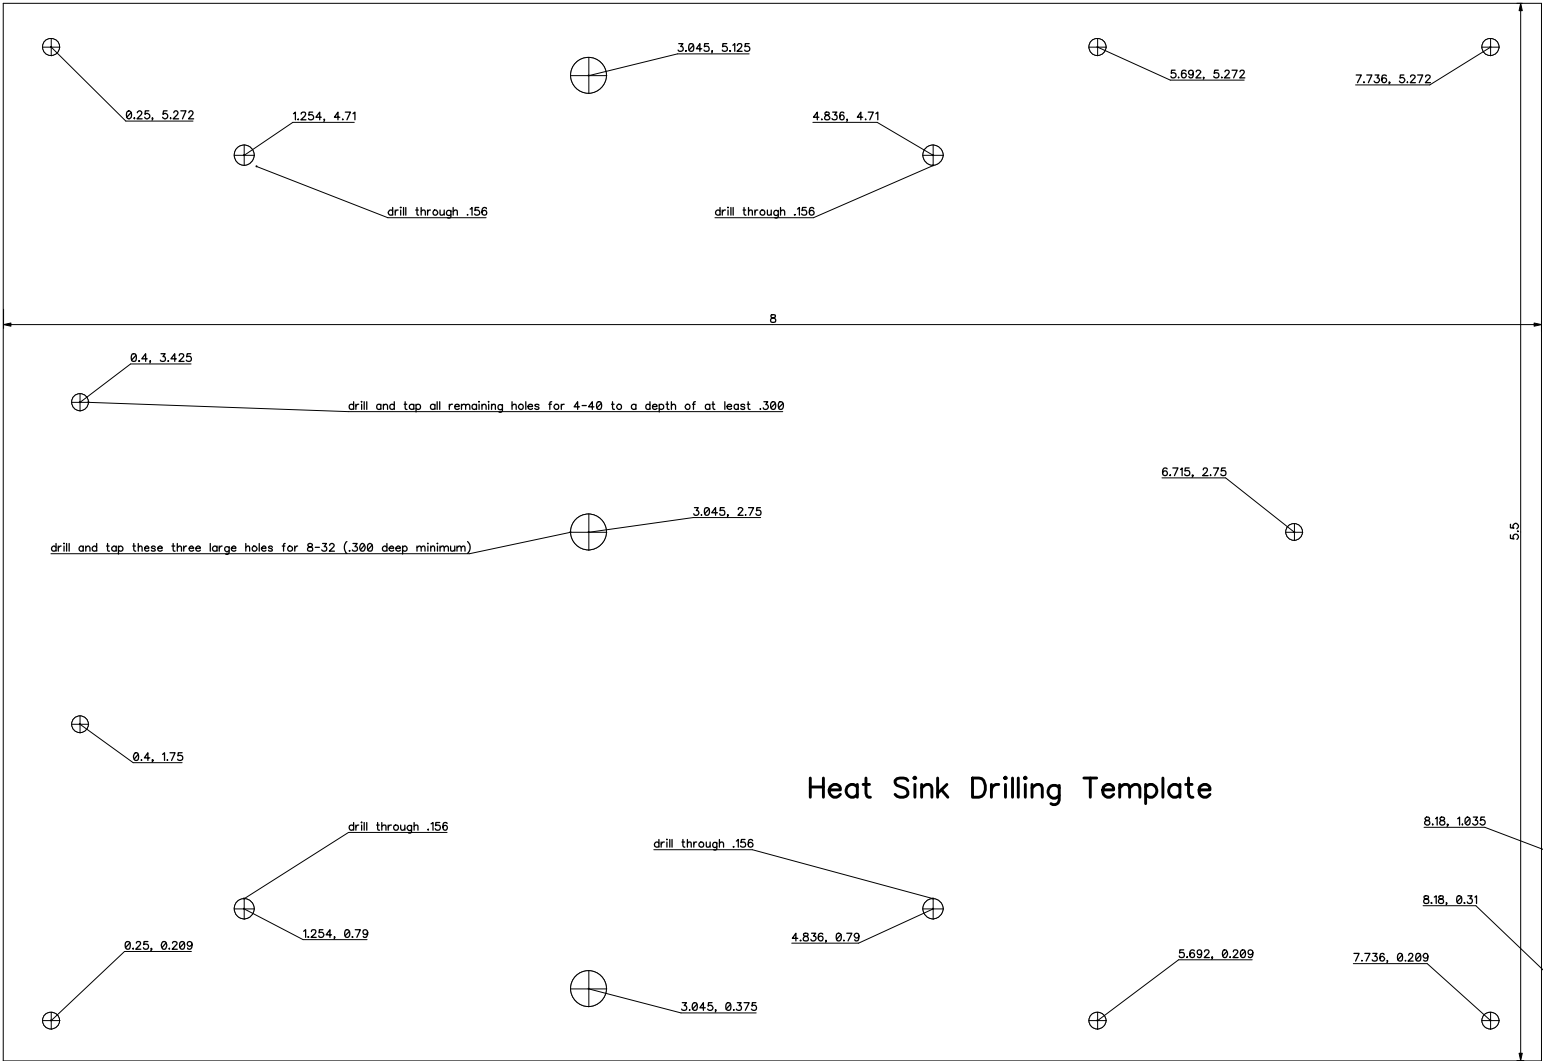 3.045, 5.125
5.692, 5.272
7.736, 5.272
0.25, 5.272
1.254, 4.71
4.836, 4.71
drill through .156
drill through .156
8
0.4, 3.425
drill and tap all remaining holes for 4-40 to a depth of at least .300
6.715, 2.75
3.045, 2.75
5.5
drill and tap these three large holes for 8-32 (.300 deep minimum)
0.4, 1.75
Heat Sink Drilling Template
8.18, 1.035
drill through .156
drill through .156
8.18, 0.31
1.254, 0.79
4.836, 0.79
0.25, 0.209
5.692, 0.209
7.736, 0.209
3.045, 0.375